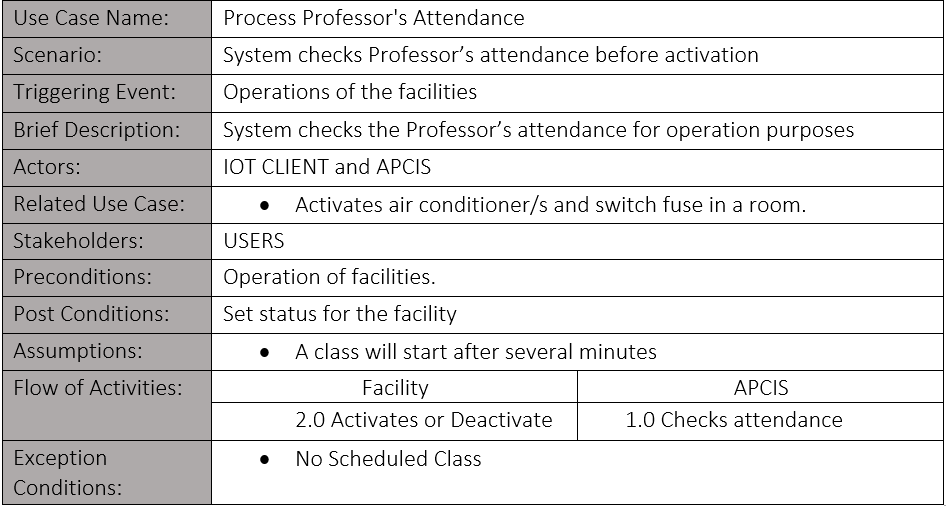 Use Case Name: Process Professor's Attendance
Scenario: System checks Professor’s attendance before activation
Triggering Event: Operations of the facilities
Brief Description: System checks the Professor’s attendance for operation purposes
Actors: IOT CLIENT and APCIS
Related Use Case: • Activates air conditioner/s and switch fuse in a room.
Stakeholders: USERS
Preconditions: Operation of facilities.
Post Conditions: Set status for the facility
Assumptions: • A class will start after several minutes
Flow of Activities: Facility APCIS
2.0 Activates or Deactivate 1.0 Checks attendance
Exception • No Scheduled Class
Conditions: